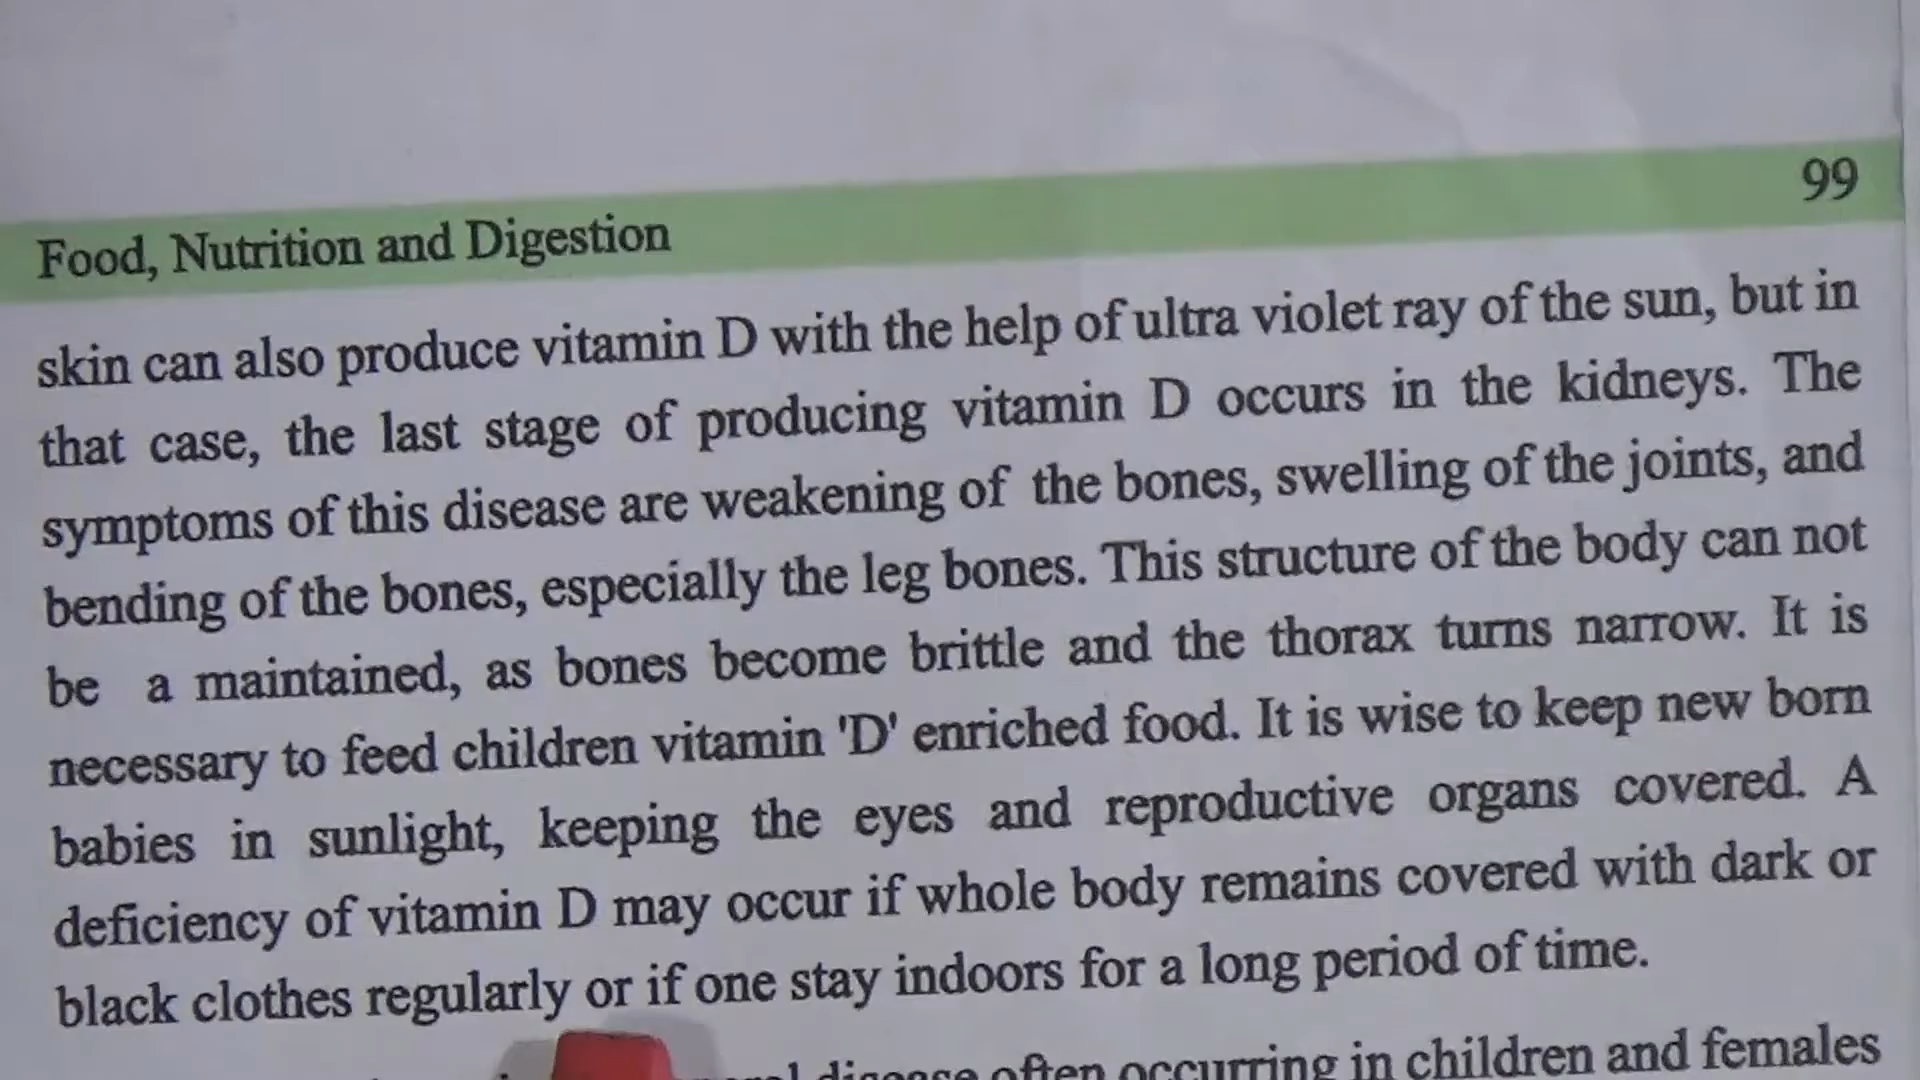 99
Food, Nutrition and Digestion
skin can also produce vitamin D with the help of ultra violet ray of the sun, but in
that case, the last stage of producing vitamin D occurs in the kidneys. The
symptoms of this disease are weakening of the bones, swelling of the joints, and
bending of the bones, especially the leg bones. This structure of the body can not
be a maintained, as bones become brittle and the thorax turns narrow. It is
necessary to feed children vitamin 'D' enriched food. It is wise to keep new born
babies in sunlight, keeping the eyes and reproductive organs covered. A
deficiency of vitamin D may occur if whole body remains covered with dark or
black clothes regularly or if one stay indoors for a long period of time.
disease often occurring in children and females